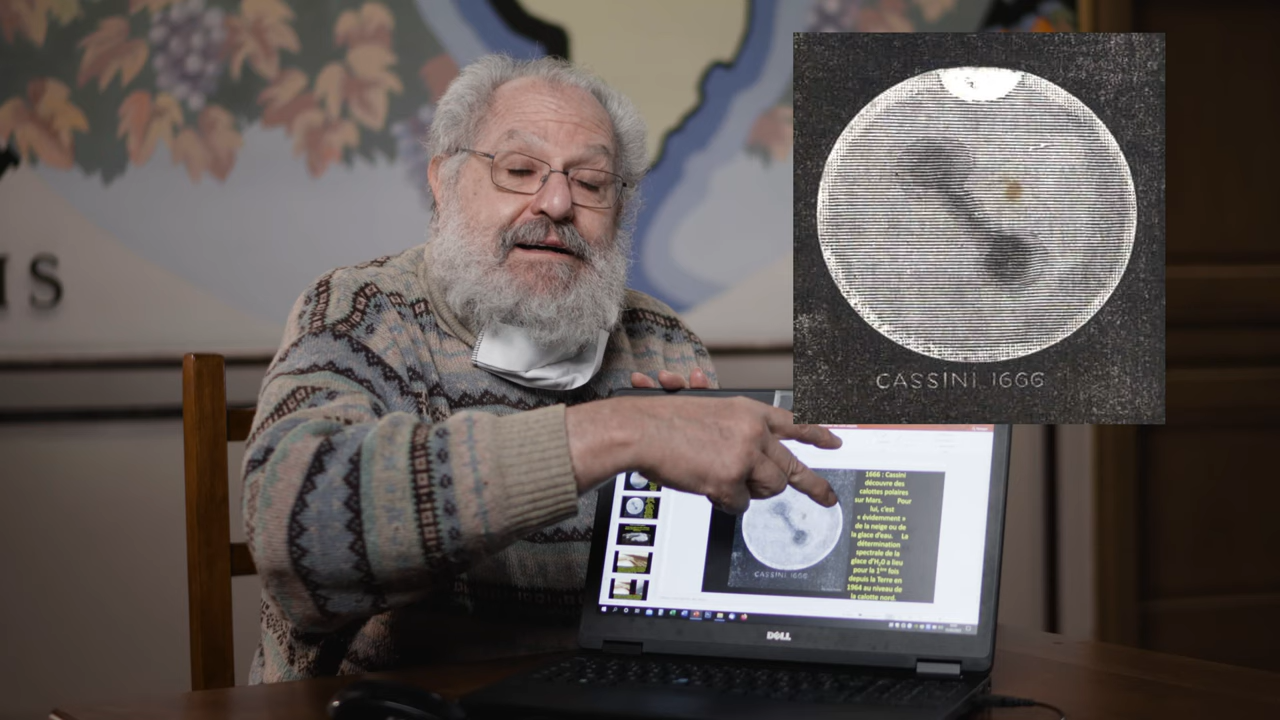 IS
CASSINI 1666
1666 : Cassini
découvre des
calottes polaires
sur Mars. Pour
lui, c'est
« évidemment »
de la neige ou de
la glace d'eau. La
détermination
spectrale de la
glace d'H₂O a lieu
pour la 1ère fois
depuis la Terre en
1964 au niveau de
la calotte nord.
CASSINI 1666
DELL